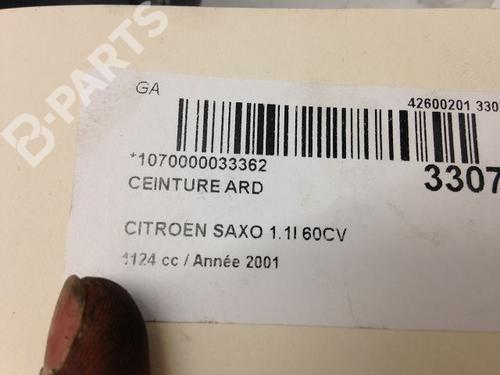 B-PARTS
GA
42600201 330
*1070000033362
3307
CEINTURE ARD
CITROEN SAXO 1.1I 60CV
1124 cc / Année 2001